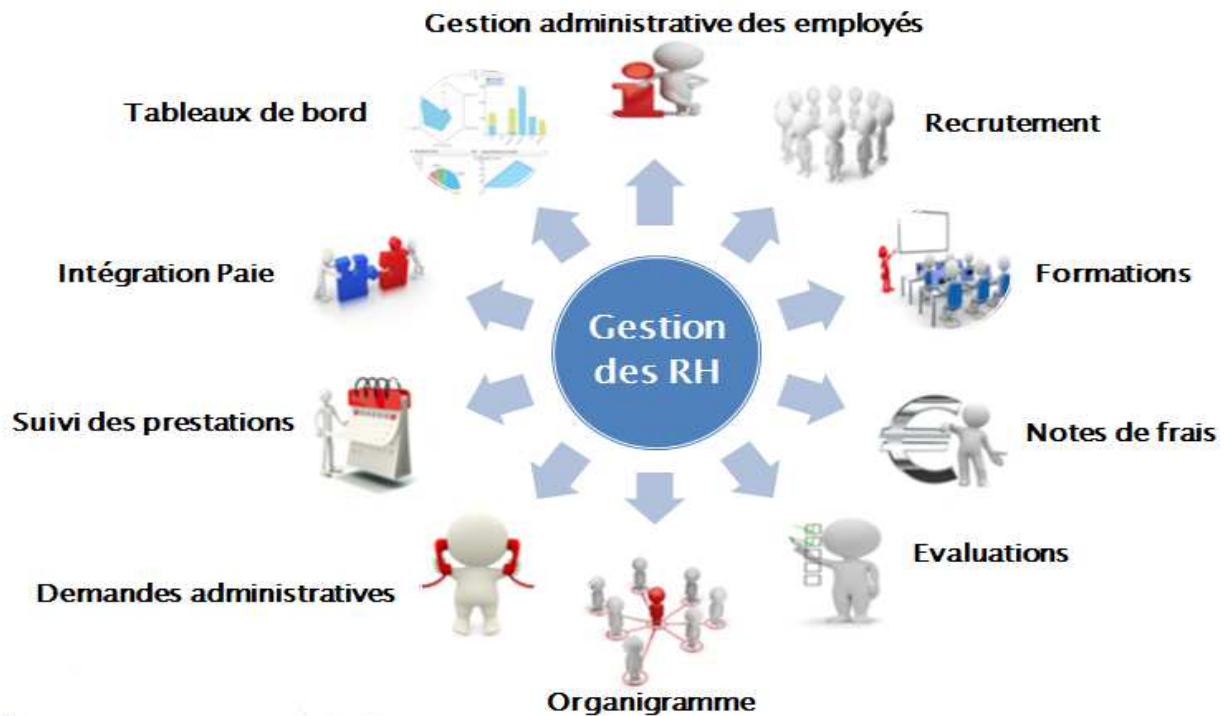 Gestion administrative des employés
Tableaux de bord
Recrutement
Intégration Paie
Formations
Gestion
des RH
Suivi des prestations
Notes de frais
Demandes administratives
Evaluations
Organigramme